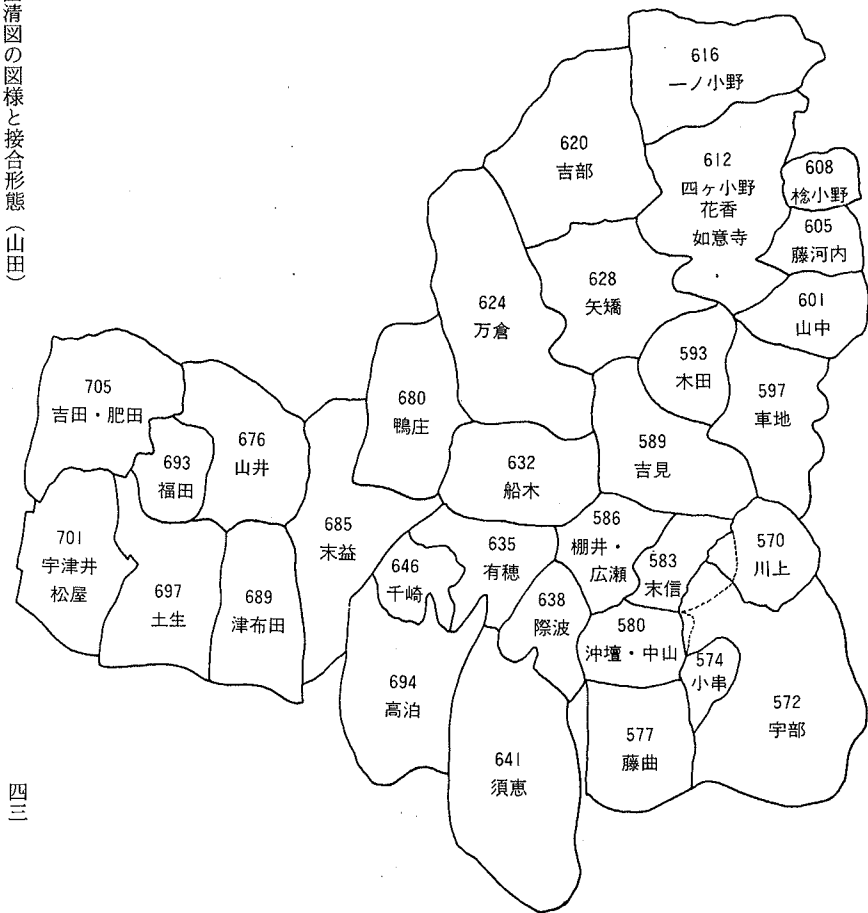 清図の図様と接合形態（山田）
四三
616
一ノ小野
620
吉部
612
四ヶ小野
花香
如意寺
608
棯小野
605
藤河内
601
山中
628
矢矯
624
万倉
593
木田
597
車地
705
吉田・肥田
680
鴨庄
676
山井
693
福田
589
吉見
632
船木
685
末益
701
宇津井
松屋
697
土生
689
津布田
646
千崎
635
有穂
586
棚井・
広瀬
583
末信
570
川上
638
際波
580
沖壇・中山
574
小串
572
宇部
694
高泊
577
藤曲
641
須恵